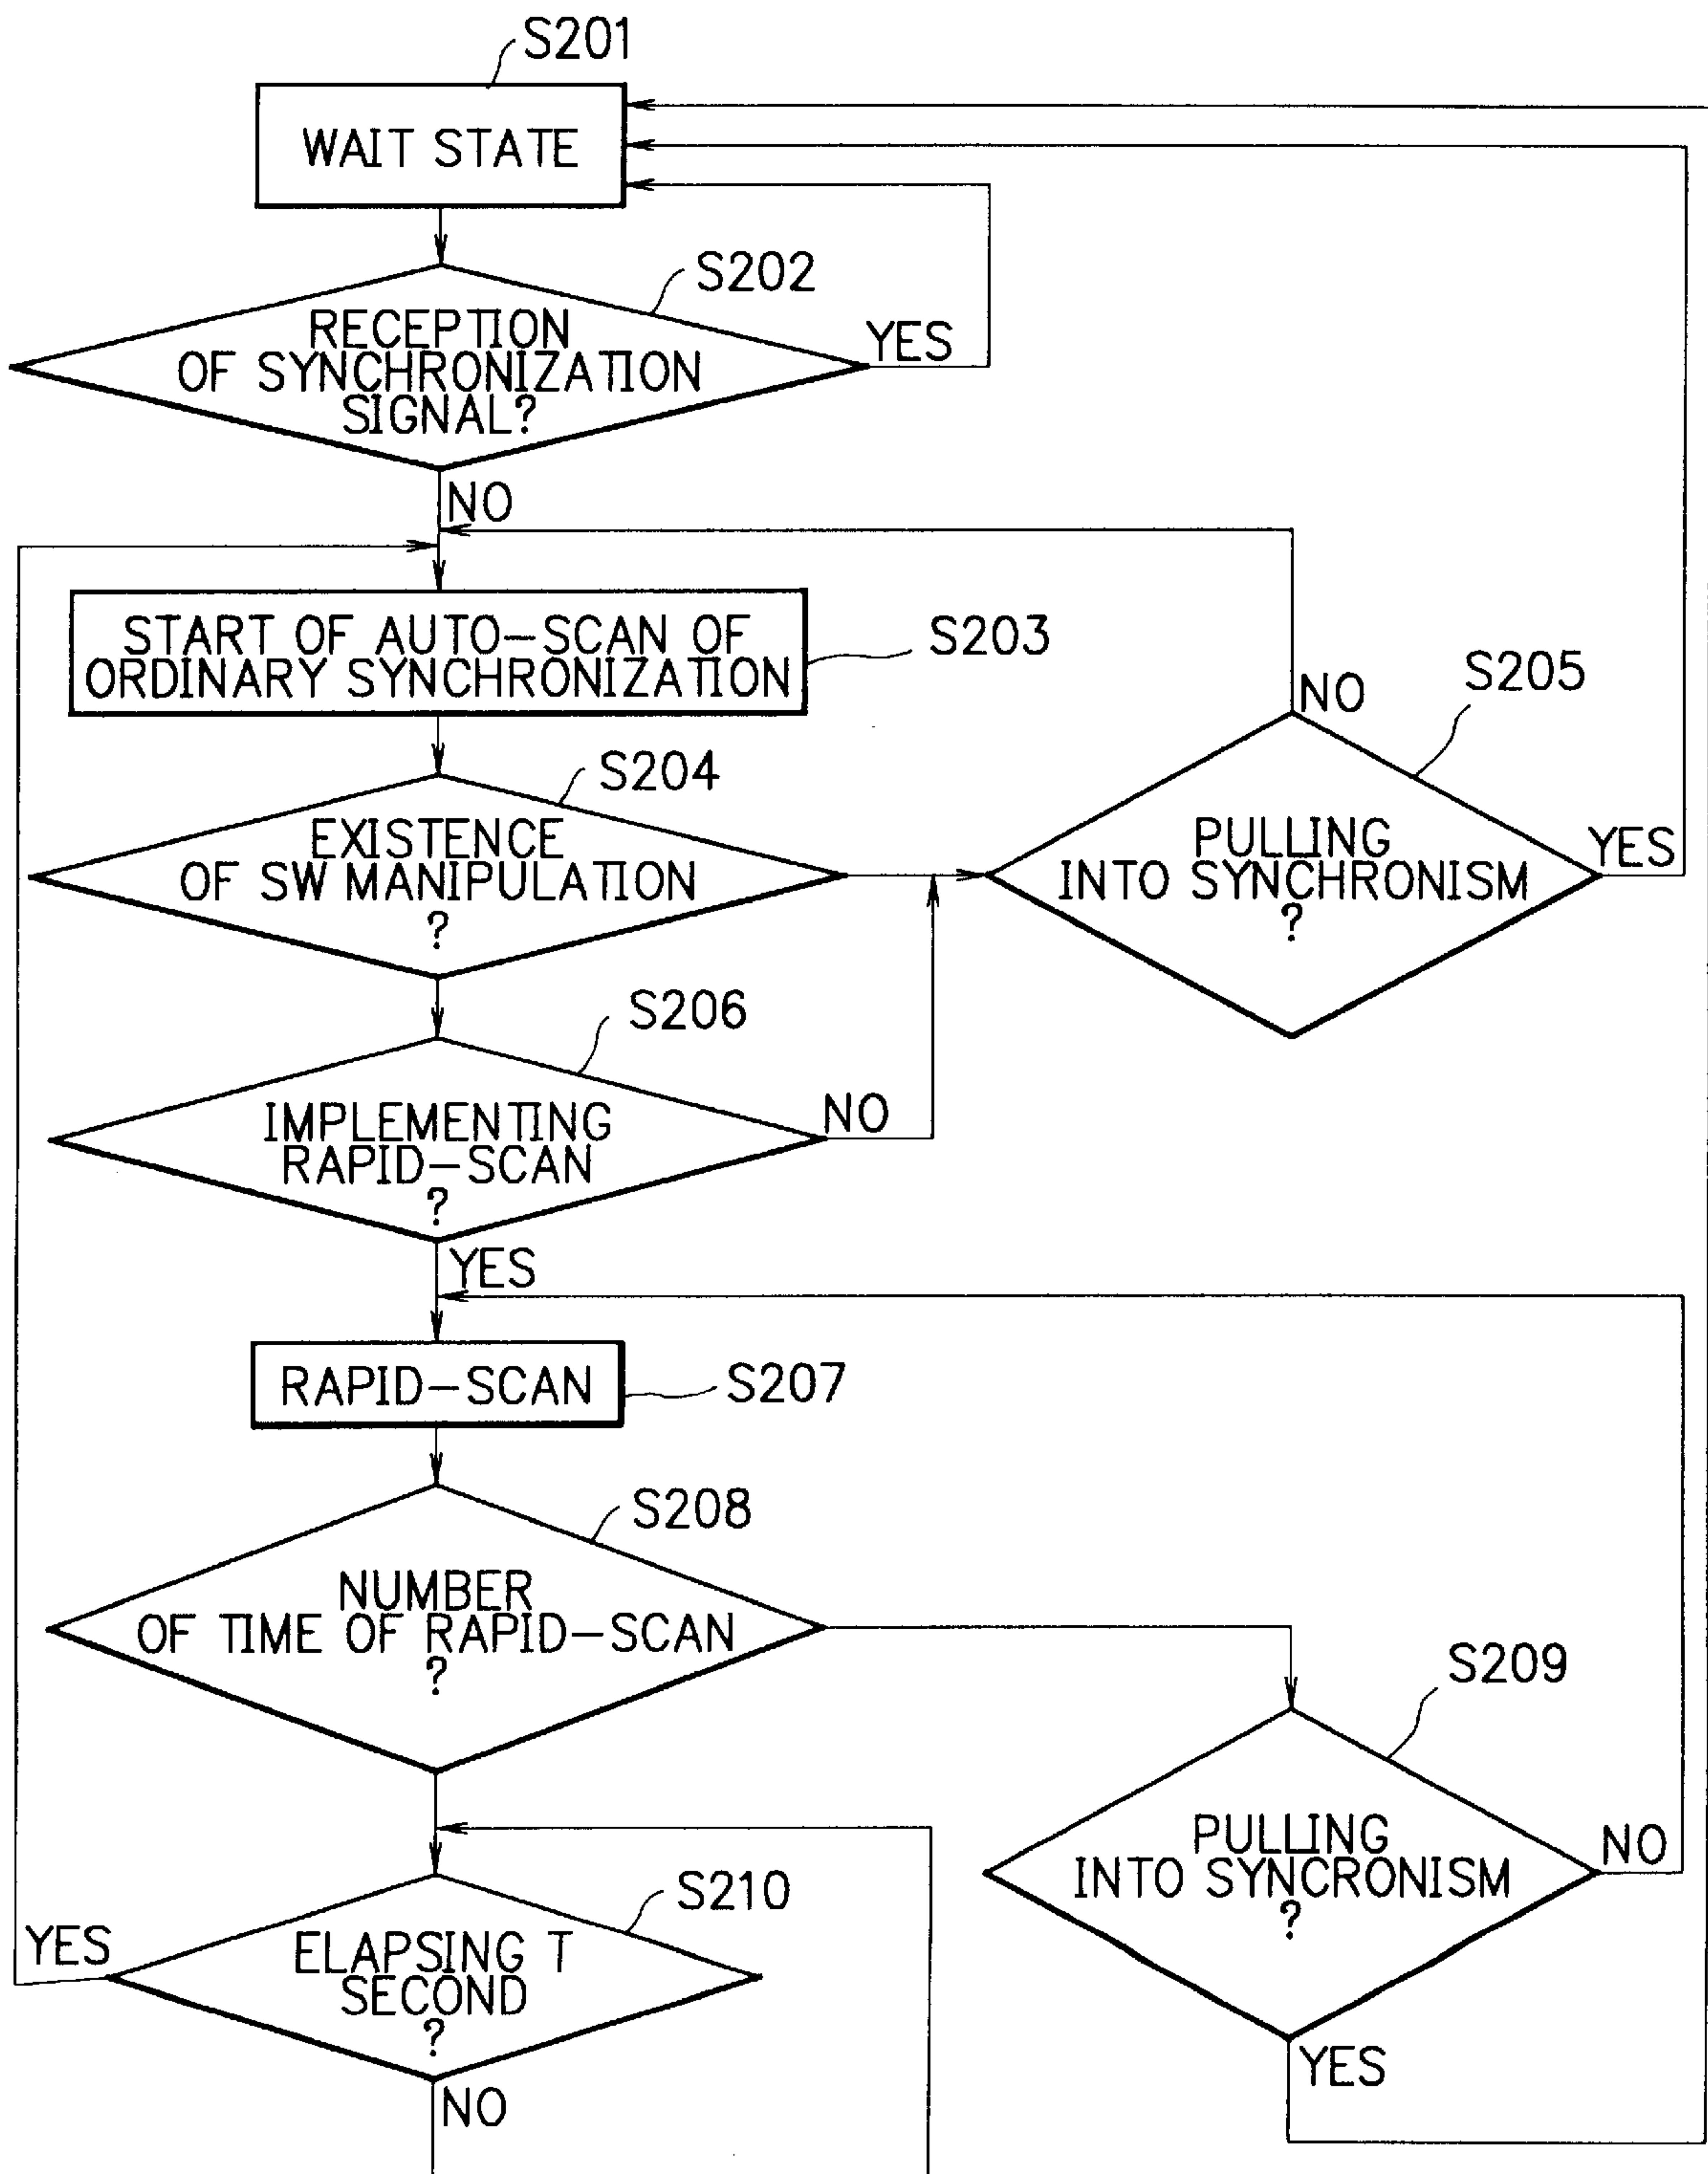 S201
WAIT STATE
S202
RECEPTION
OF SYNCHRONIZATION
SIGNAL?
YES
NO
START OF AUTO-SCAN OF
ORDINARY SYNCHRONIZATION
S203
S204
EXISTENCE
OF SW MANIPULATION
?
NO
S205
PULLING
INTO SYNCHRONISM
?
YES
S206
IMPLEMENTING
RAPID-SCAN
?
NO
YES
RAPID-SCAN
S207
S208
NUMBER
OF TIME OF RAPID-SCAN
?
S209
PULLING
INTO SYNCRONISM
?
NO
YES
S210
ELAPSING T
SECOND
?
YES
NO